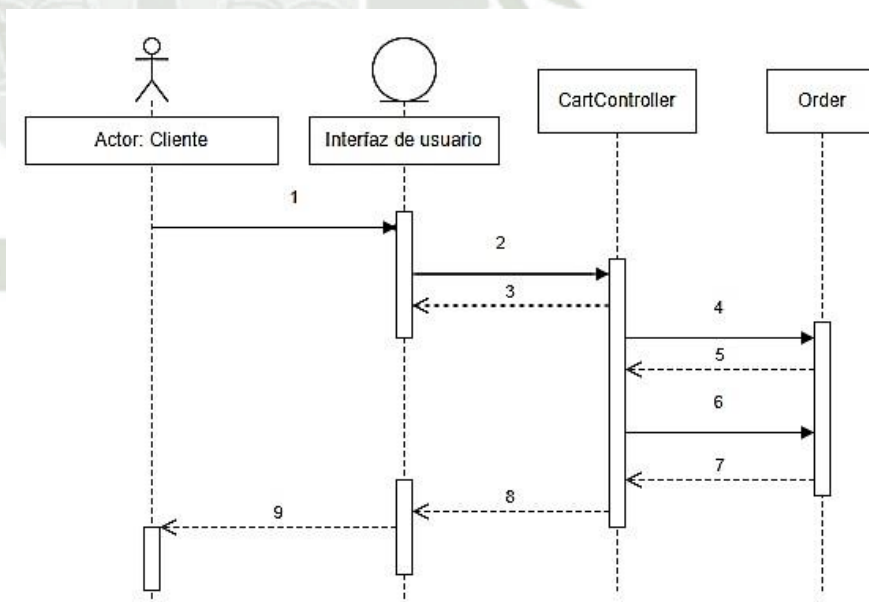 CartController
Order
Actor: Cliente
Interfaz de usuario
1
2
3
4
5
6
7
8
9